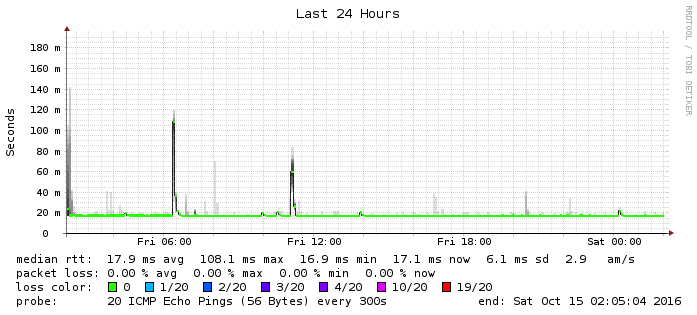 Last 24 Hours
RRDTOOL / TOBI OETIKER
Seconds
180 m
160 m
140 m
120 m
100 m
80 m
60 m
40 m
20 m
0
Fri 06:00 Fri 12:00 Fri 18:00 Sat 00:00
median rtt: 17.9 ms avg 108.1 ms max 16.9 ms min 17.1 ms now 6.1 ms sd 2.9 am/s
packet loss: 0.00 % avg 0.00 % max 0.00 % min 0.00 % now
loss color: 0 1/20 2/20 3/20 4/20 10/20 19/20
probe: 20 ICMP Echo Pings (56 Bytes) every 300s end: Sat Oct 15 02:05:04 2016